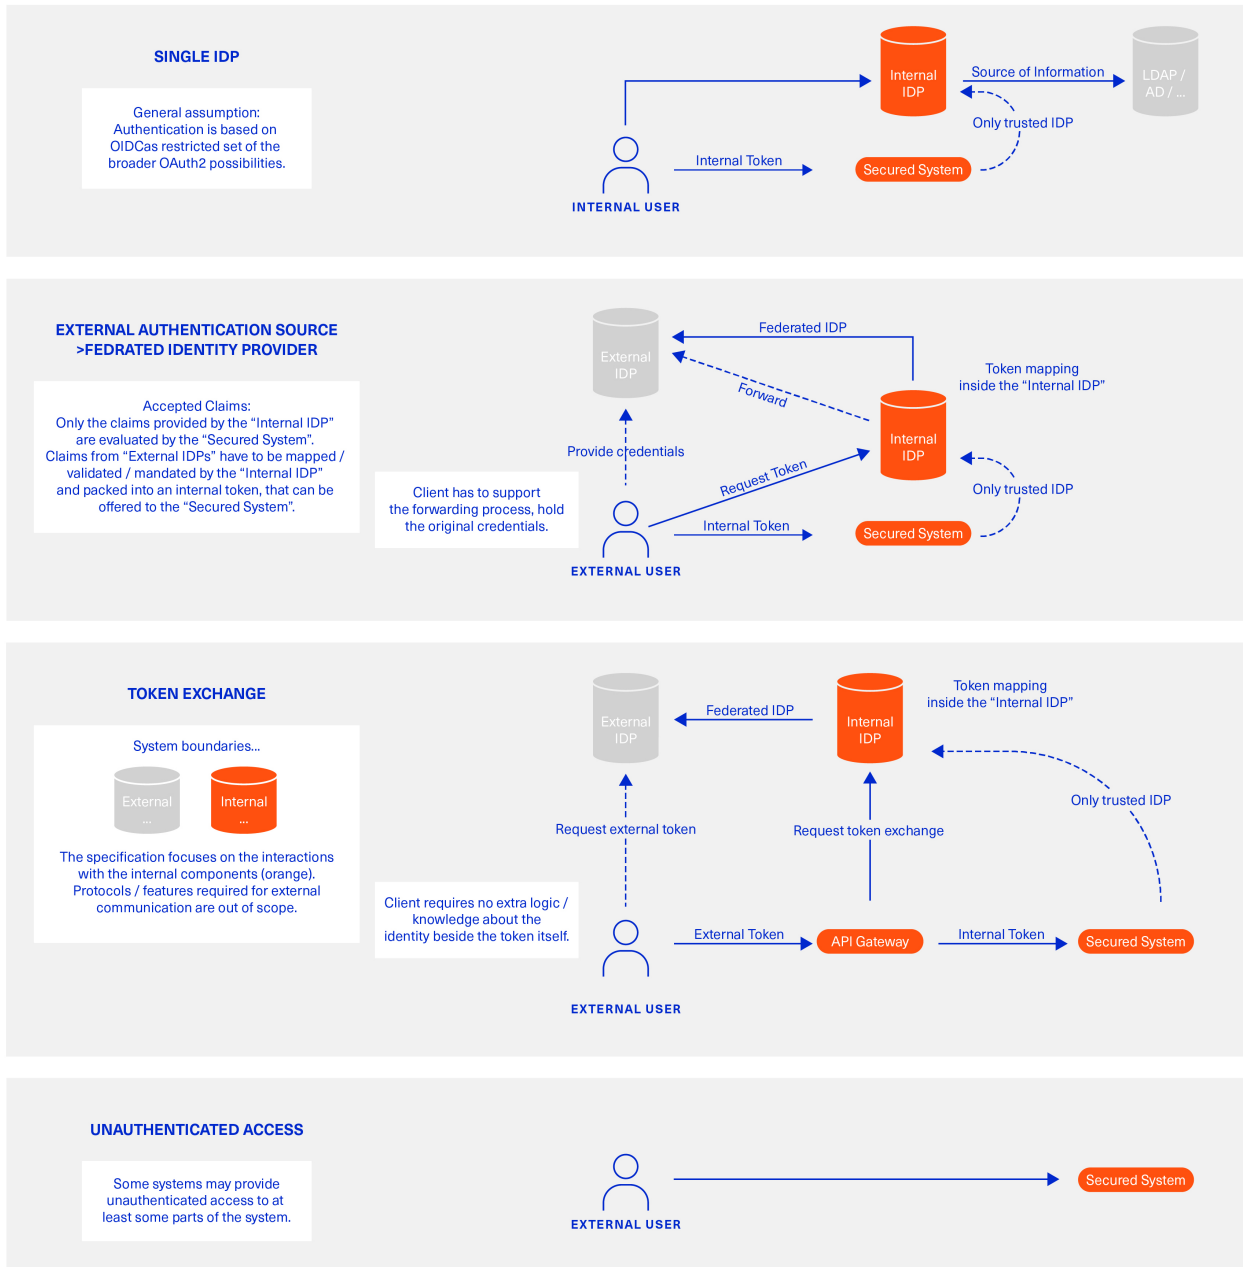 SINGLE IDP
General assumption:
Authentication is based on
OIDCas restricted set of the
broader OAuth2 possibilities.
Internal
IDP
Source of Information
LDAP /
AD / ...
Only trusted IDP
Internal Token
Secured System
INTERNAL USER
EXTERNAL AUTHENTICATION SOURCE
>FEDRATED IDENTITY PROVIDER
Accepted Claims:
Only the claims provided by the “Internal IDP”
are evaluated by the “Secured System”.
Claims from “External IDPs” have to be mapped /
validated / mandated by the “Internal IDP”
and packed into an internal token, that can be
offered to the “Secured System”.
Client has to support
the forwarding process, hold
the original credentials.
External
IDP
Federated IDP
Forward
Token mapping
inside the “Internal IDP”
Internal
IDP
Provide credentials
Request Token
Only trusted IDP
Internal Token
Secured System
EXTERNAL USER
TOKEN EXCHANGE
System boundaries...
External
...
Internal
...
The specification focuses on the interactions
with the internal components (orange).
Protocols / features required for external
communication are out of scope.
Client requires no extra logic /
knowledge about the
identity beside the token itself.
External
IDP
Federated IDP
Internal
IDP
Token mapping
inside the “Internal IDP”
Only trusted IDP
Request external token
Request token exchange
External Token
API Gateway
Internal Token
Secured System
EXTERNAL USER
UNAUTHENTICATED ACCESS
Some systems may provide
unauthenticated access to at
least some parts of the system.
Secured System
EXTERNAL USER